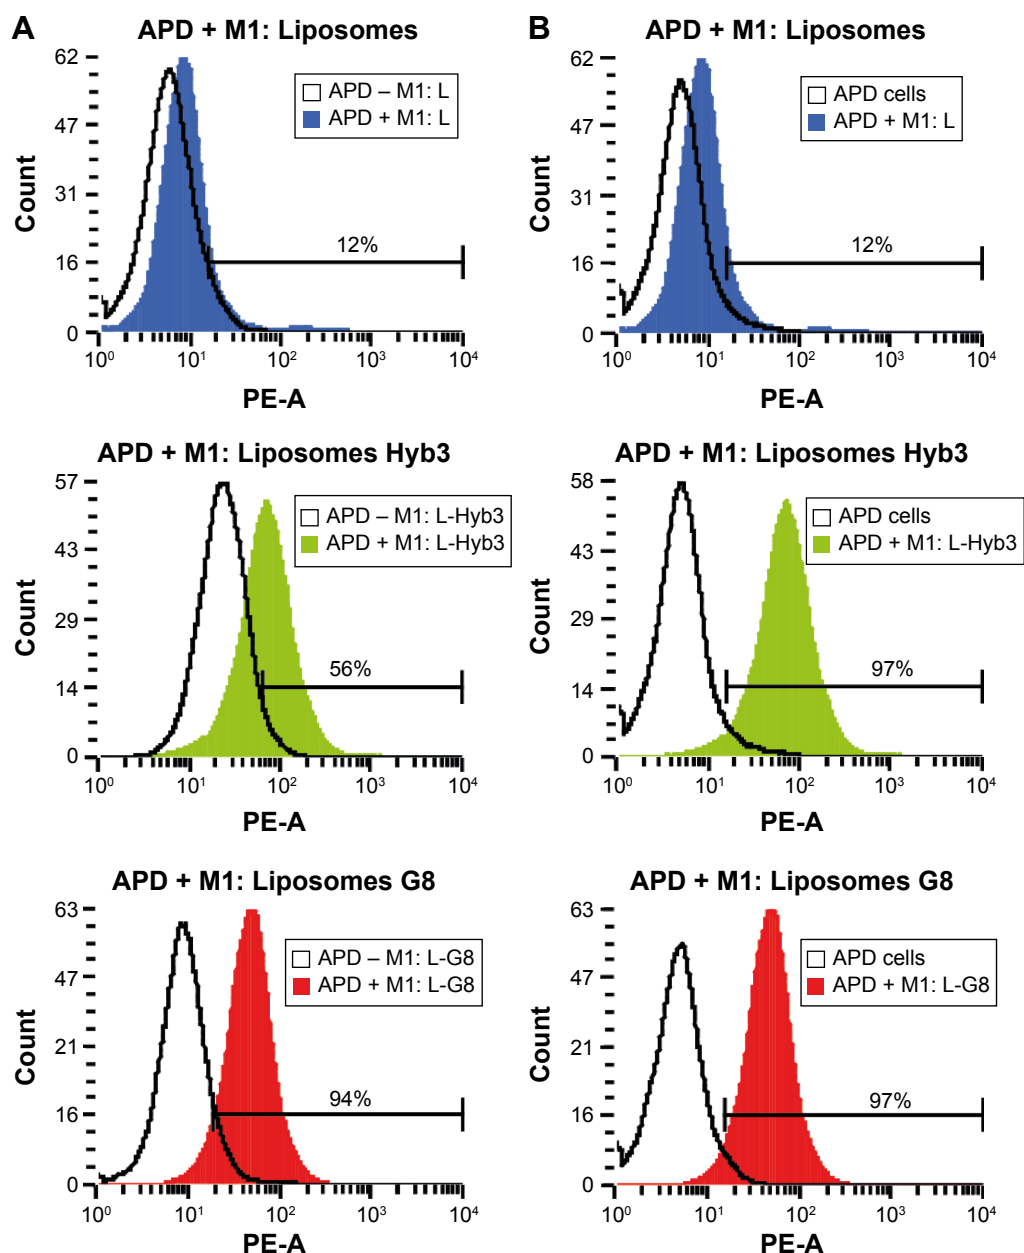 A
APD + M1: Liposomes
62
47
31
16
0
Count
APD – M1: L
APD + M1: L
12%
10⁰
10¹
10²
10³
10⁴
PE-A
B
APD + M1: Liposomes
62
47
31
16
0
Count
APD cells
APD + M1: L
12%
10⁰
10¹
10²
10³
10⁴
PE-A
APD + M1: Liposomes Hyb3
57
43
29
14
0
Count
APD – M1: L-Hyb3
APD + M1: L-Hyb3
56%
10⁰
10¹
10²
10³
10⁴
PE-A
APD + M1: Liposomes Hyb3
58
43
29
14
0
Count
APD cells
APD + M1: L-Hyb3
97%
10⁰
10¹
10²
10³
10⁴
PE-A
APD + M1: Liposomes G8
63
47
21
16
0
Count
APD – M1: L-G8
APD + M1: L-G8
94%
10⁰
10¹
10²
10³
10⁴
PE-A
APD + M1: Liposomes G8
63
47
21
16
0
Count
APD cells
APD + M1: L-G8
97%
10⁰
10¹
10²
10³
10⁴
PE-A